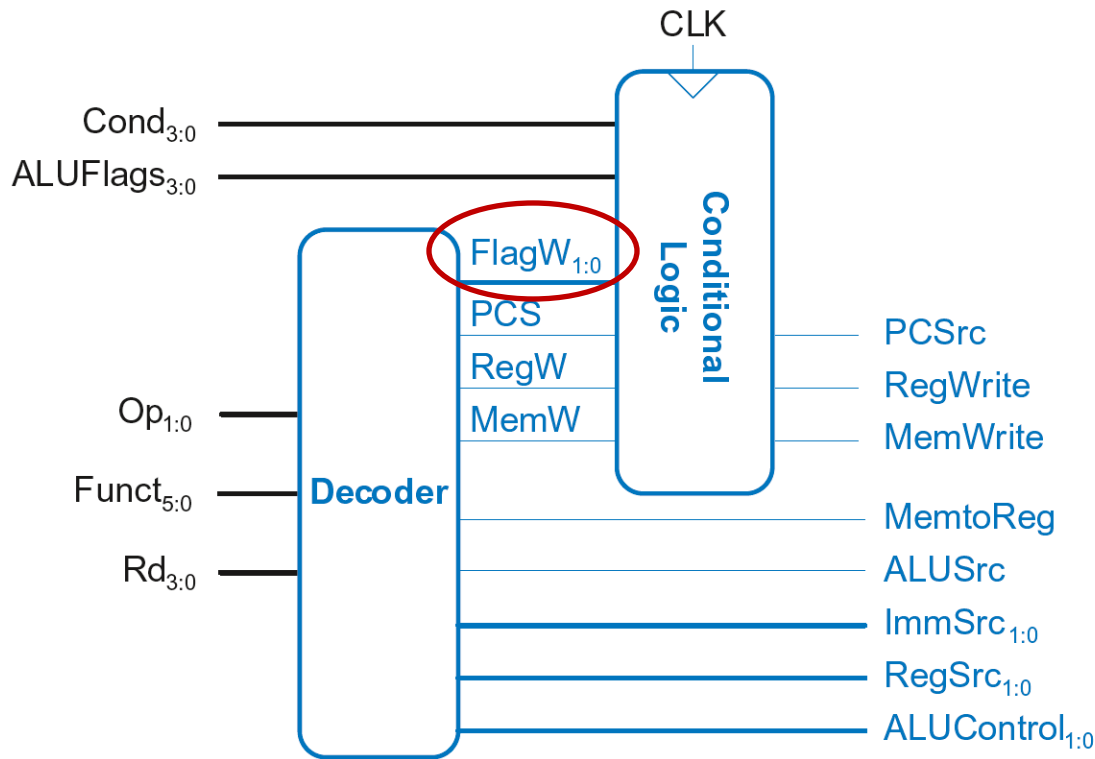 CLK
Cond3:0
ALUFlags3:0
Conditional
Logic
FlagW1:0
PCS
RegW
MemW
PCSrc
RegWrite
MemWrite
Op1:0
Funct5:0
Rd3:0
Decoder
MemtoReg
ALUSrc
ImmSrc1:0
RegSrc1:0
ALUControl1:0